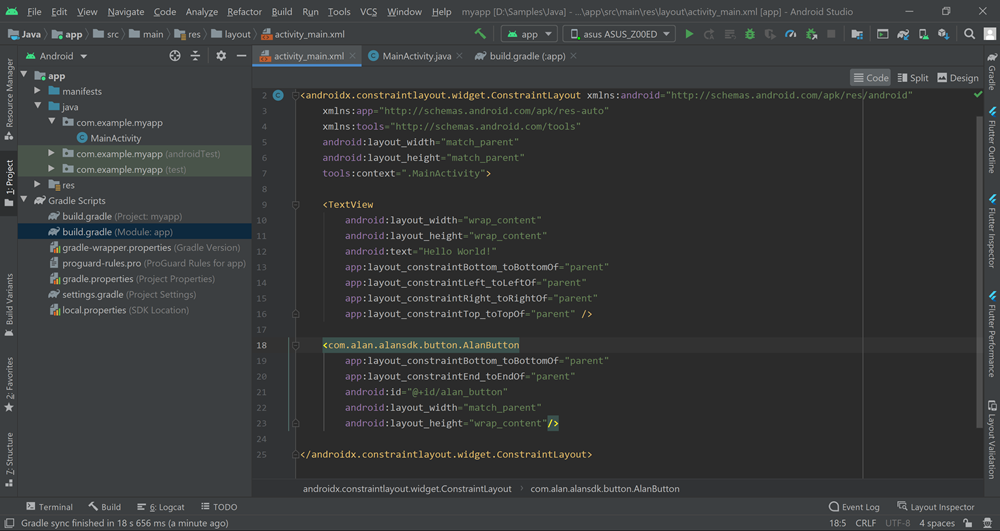 File Edit View Navigate Code Analyze Refactor Build Run Tools VCS Window Help myapp [D:\Samples\Java] - ...\app\src\main\res\layout\activity_main.xml [app] - Android Studio
Java app src main res layout activity_main.xml app asus ASUS_Z00ED
Android
activity_main.xml MainActivity.java build.gradle (:app)
Code Split Design
Resource Manager
1: Project
Build Variants
2: Favorites
7: Structure
app
manifests
java
com.example.myapp
MainActivity
com.example.myapp (androidTest)
com.example.myapp (test)
res
Gradle Scripts
build.gradle (Project: myapp)
build.gradle (Module: app)
gradle-wrapper.properties (Gradle Version)
proguard-rules.pro (ProGuard Rules for app)
gradle.properties (Project Properties)
settings.gradle (Project Settings)
local.properties (SDK Location)
2 <androidx.constraintlayout.widget.ConstraintLayout xmlns:android="http://schemas.android.com/apk/res/android"
3 xmlns:app="http://schemas.android.com/apk/res-auto"
4 xmlns:tools="http://schemas.android.com/tools"
5 android:layout_width="match_parent"
6 android:layout_height="match_parent"
7 tools:context=".MainActivity">
8
9 <TextView
10 android:layout_width="wrap_content"
11 android:layout_height="wrap_content"
12 android:text="Hello World!"
13 app:layout_constraintBottom_toBottomOf="parent"
14 app:layout_constraintLeft_toLeftOf="parent"
15 app:layout_constraintRight_toRightOf="parent"
16 app:layout_constraintTop_toTopOf="parent" />
17
18 <com.alan.alansdk.button.AlanButton
19 app:layout_constraintBottom_toBottomOf="parent"
20 app:layout_constraintEnd_toEndOf="parent"
21 android:id="@+id/alan_button"
22 android:layout_width="match_parent"
23 android:layout_height="wrap_content"/>
24
25 </androidx.constraintlayout.widget.ConstraintLayout>
Gradle
Flutter Outline
Flutter Inspector
Flutter Performance
Layout Validation
androidx.constraintlayout.widget.ConstraintLayout com.alan.alansdk.button.AlanButton
Terminal Build 6: Logcat TODO Event Log Layout Inspector
Gradle sync finished in 18 s 656 ms (a minute ago) 18:5 CRLF UTF-8 4 spaces